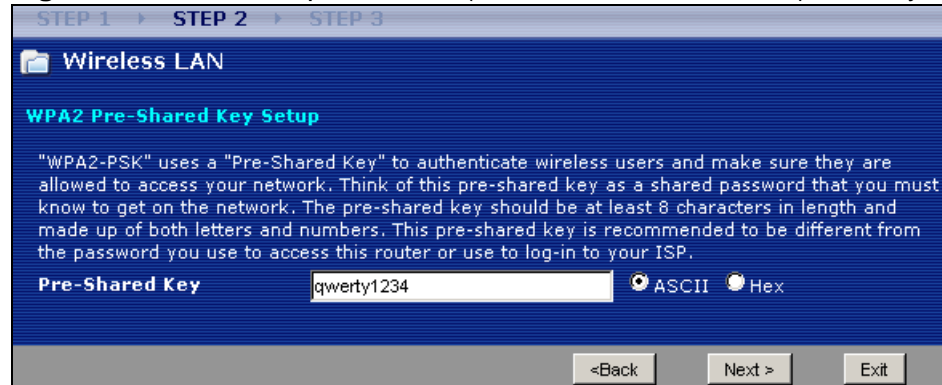 STEP 1 STEP 2 STEP 3
Wireless LAN
WPA2 Pre-Shared Key Setup
"WPA2-PSK" uses a "Pre-Shared Key" to authenticate wireless users and make sure they are
allowed to access your network. Think of this pre-shared key as a shared password that you must
know to get on the network. The pre-shared key should be at least 8 characters in length and
made up of both letters and numbers. This pre-shared key is recommended to be different from
the password you use to access this router or use to log-in to your ISP.
Pre-Shared Key qwerty1234 ASCII Hex
<Back Next > Exit